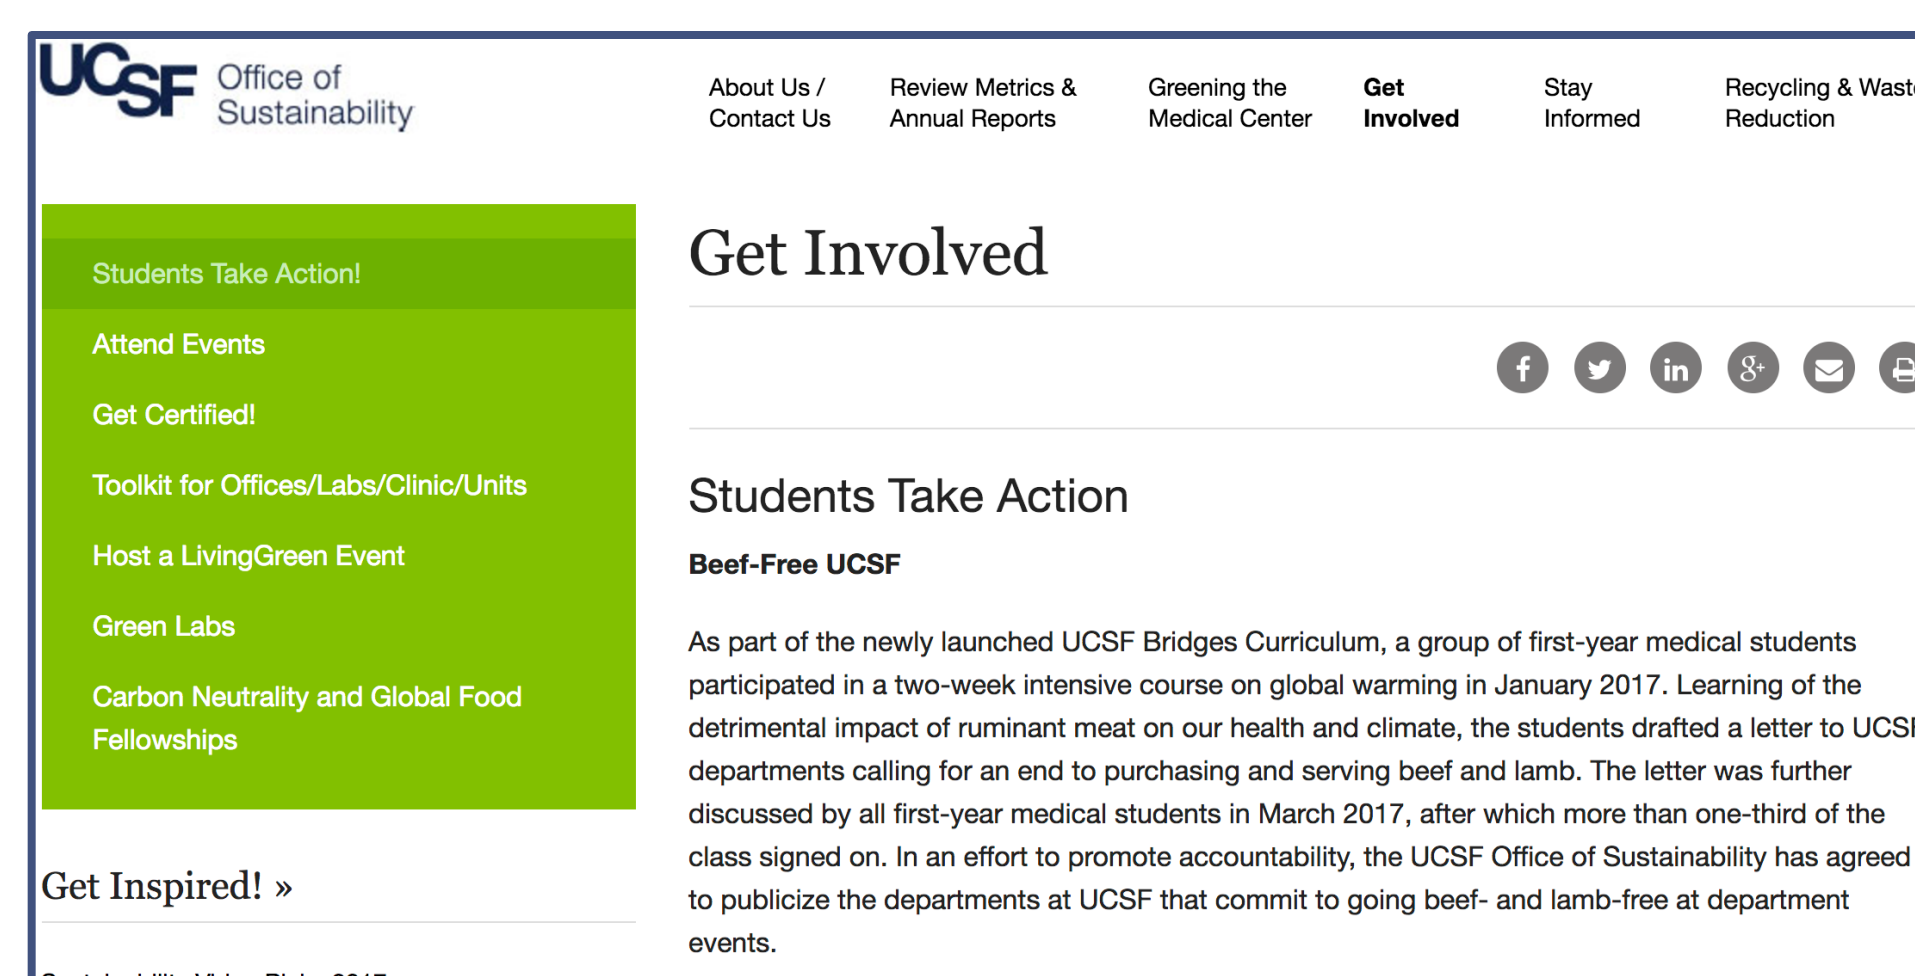 UCSF Office of
Sustainability
About Us /
Contact Us
Review Metrics &
Annual Reports
Greening the
Medical Center
Get
Involved
Stay
Informed
Recycling & Wast
Reduction
Students Take Action!
Attend Events
Get Certified!
Toolkit for Offices/Labs/Clinic/Units
Host a LivingGreen Event
Green Labs
Carbon Neutrality and Global Food
Fellowships
Get Inspired! »
Get Involved
Students Take Action
Beef-Free UCSF
As part of the newly launched UCSF Bridges Curriculum, a group of first-year medical students
participated in a two-week intensive course on global warming in January 2017. Learning of the
detrimental impact of ruminant meat on our health and climate, the students drafted a letter to UCSF
departments calling for an end to purchasing and serving beef and lamb. The letter was further
discussed by all first-year medical students in March 2017, after which more than one-third of the
class signed on. In an effort to promote accountability, the UCSF Office of Sustainability has agreed
to publicize the departments at UCSF that commit to going beef- and lamb-free at department
events.